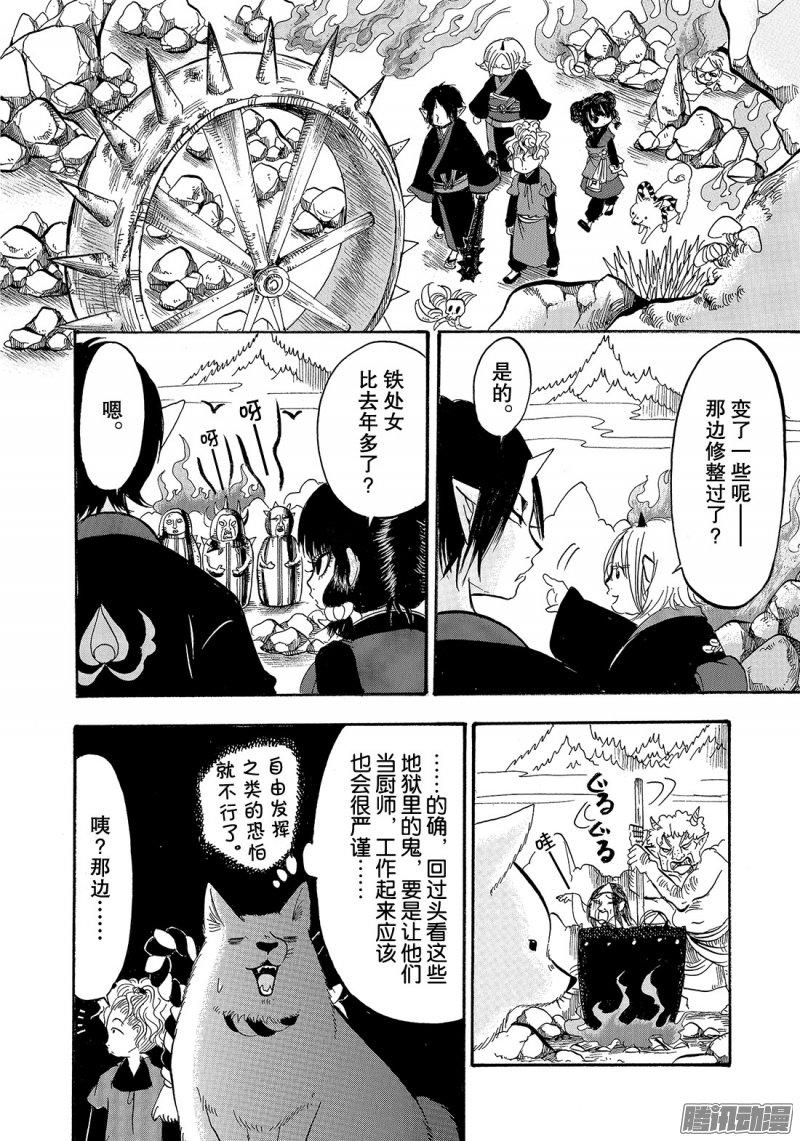 变了一些呢——
那边修整过了？
是的。
铁处女
比去年多了？
呀
呀
嗯。
ぐるぐる
哇
……的确，回过头看这些
地狱里的鬼，要是让他们
当厨师，工作起来应该
也会很严谨……
自由发挥
之类的恐怕
就不行了。
咦？那边……
腾讯动漫